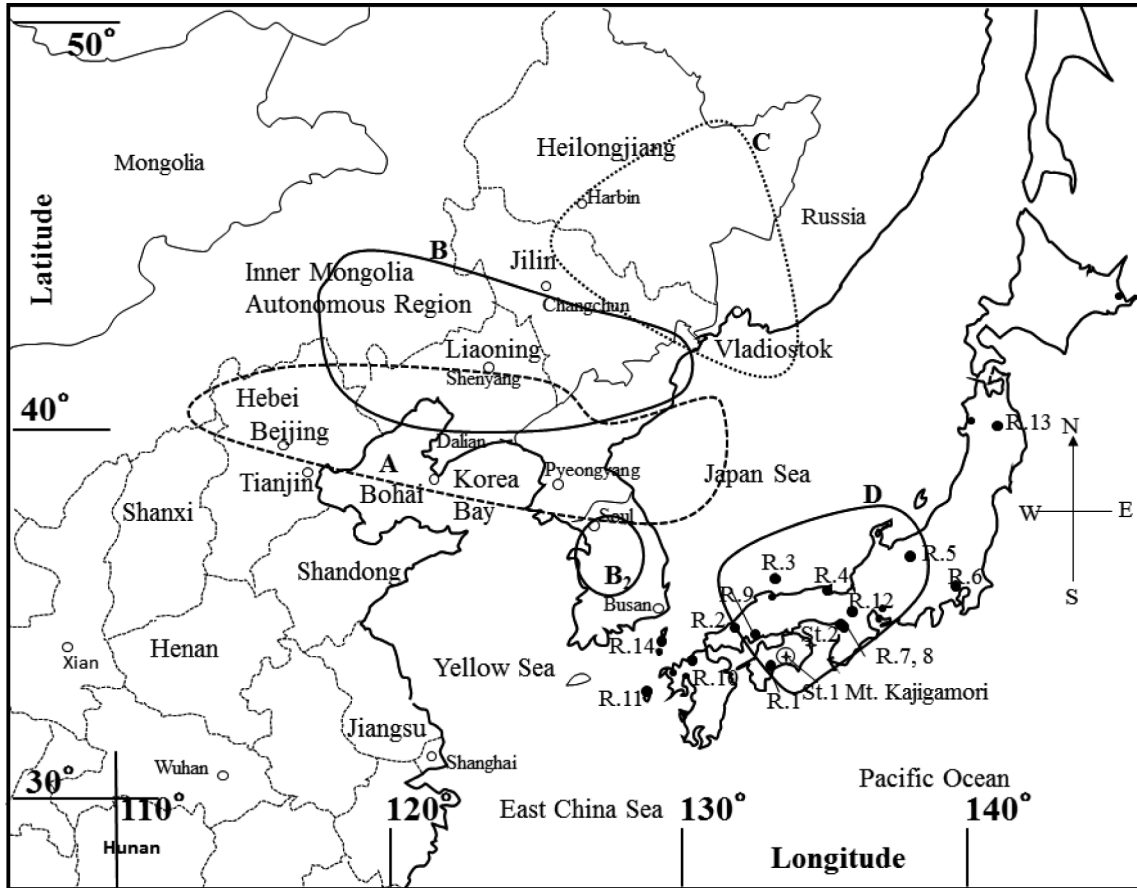 50°
Mongolia
Heilongjiang
C
Harbin
Russia
Latitude
B
Jilin
Inner Mongolia
Autonomous Region
Changchun
Liaoning
Shenyang
Vladiostok
Hebei
40°
Beijing
Dalian
R.13
N
A
Tianjin
Bohai
Korea
Bay
Pyeongyang
Japan Sea
Shanxi
D
W
E
Soul
R.3
R.4
R.5
R.6
Shandong
B2
S
R.9
R.12
Busan
R.2
St.2
Henan
R.14
R.7, 8
Xian
Yellow Sea
R.10
R.11
R.1
St.1 Mt. Kajigamori
Jiangsu
Wuhan
Shanghai
30°
Pacific Ocean
110°
120°
East China Sea
130°
140°
Hunan
Longitude